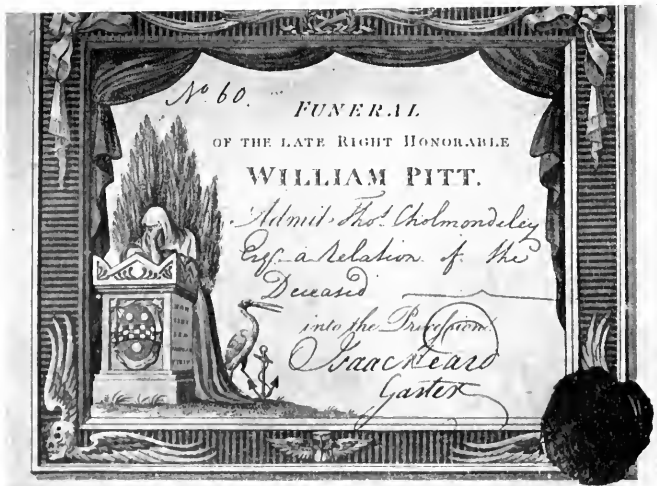 No. 60.
FUNERAL
OF THE LATE RIGHT HONORABLE
WILLIAM PITT.
Admit Thos. Cholmondeley
Esqr. a Relation of the
Deceased
into the Procession.
Isaac Heard
Garter